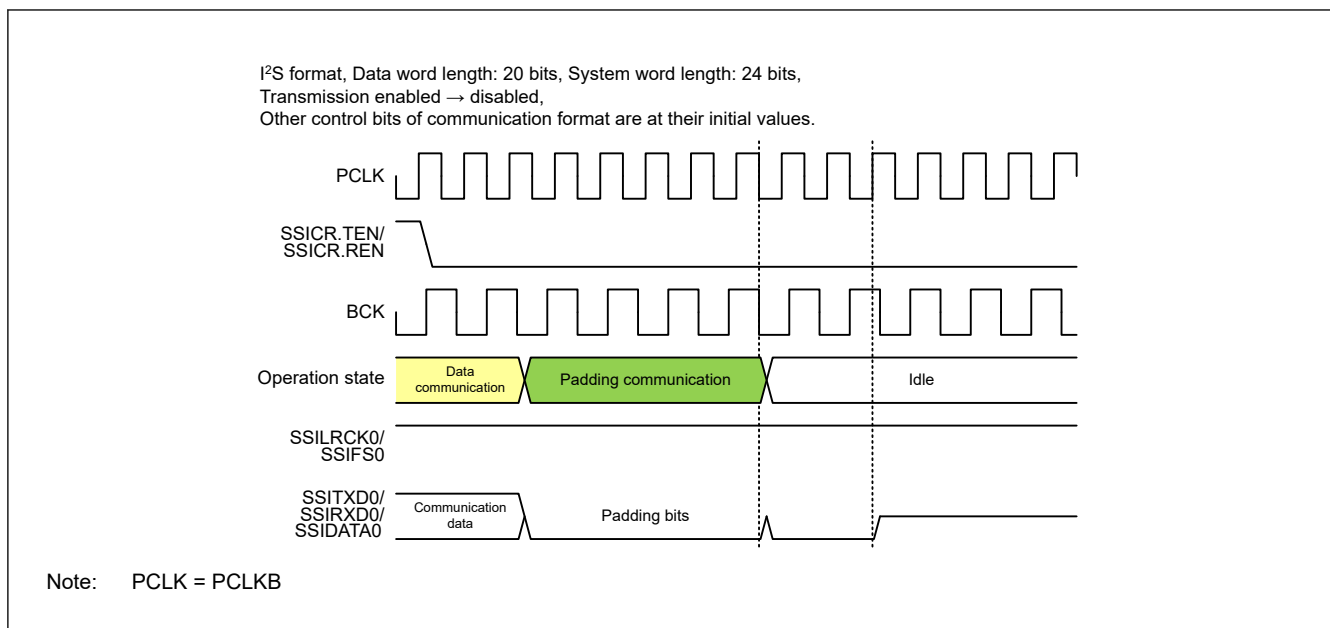 I²S format, Data word length: 20 bits, System word length: 24 bits,
Transmission enabled → disabled,
Other control bits of communication format are at their initial values.
PCLK
SSICR.TEN/
SSICR.REN
BCK
Operation state
Data
communication
Padding communication
Idle
SSILRCK0/
SSIFS0
SSITXD0/
SSIRXD0/
SSIDATA0
Communication
data
Padding bits
Note: PCLK = PCLKB